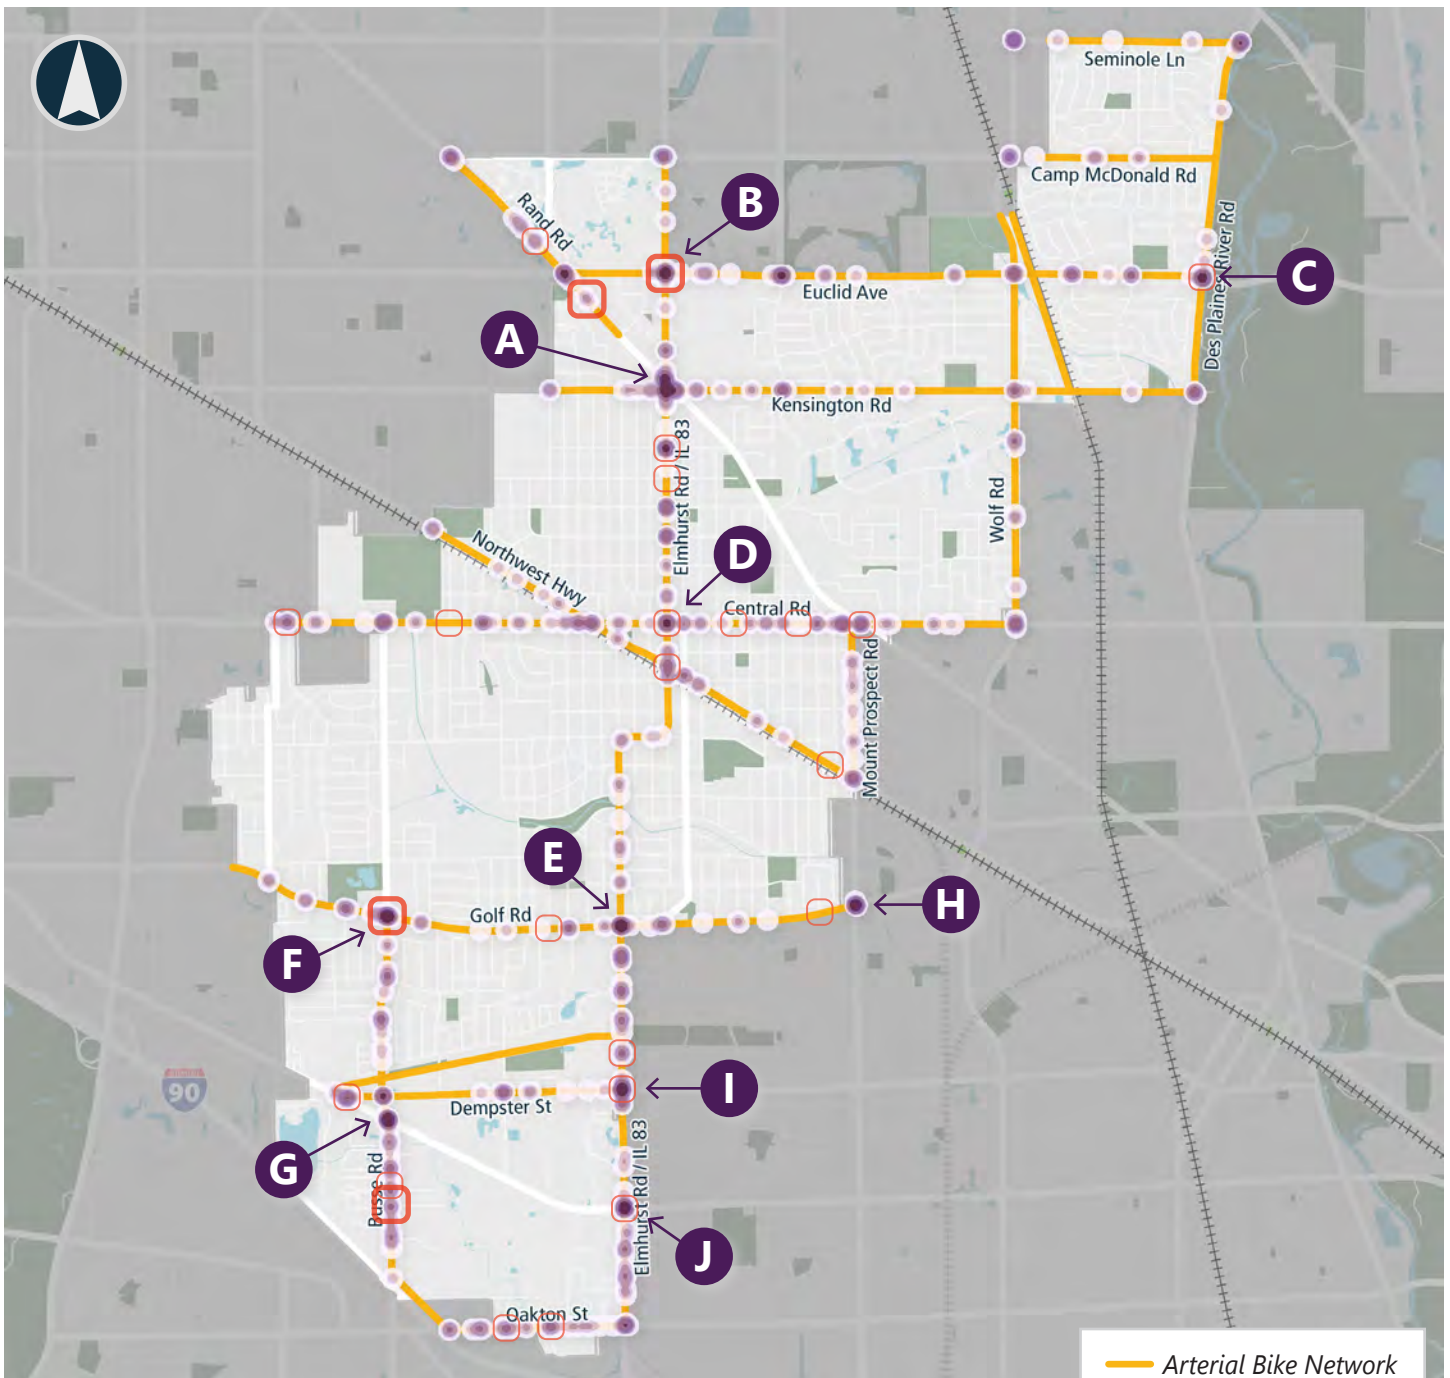 Seminole Ln
Camp McDonald Rd
Rand Rd
B
Des Plaines River Rd
C
Euclid Ave
A
Kensington Rd
Elmhurst Rd / IL 83
Wolf Rd
Northwest Hwy
D
Central Rd
Mount Prospect Rd
E
Golf Rd
H
F
90
I
Dempster St
G
Busse Rd
Elmhurst Rd / IL 83
J
Oakton St
Arterial Bike Network